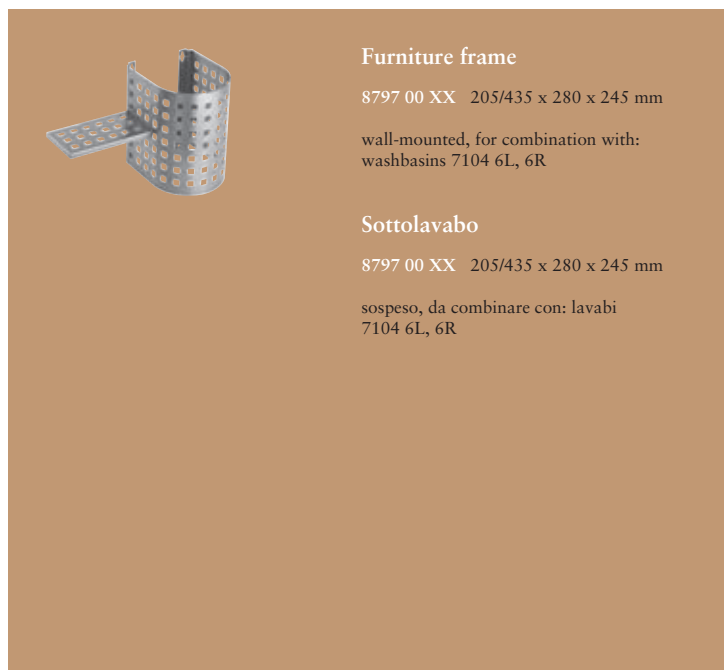 Furniture frame
8797 00 XX 205/435 x 280 x 245 mm
wall-mounted, for combination with:
washbasins 7104 6L, 6R
Sottolavabo
8797 00 XX 205/435 x 280 x 245 mm
sospeso, da combinare con: lavabi
7104 6L, 6R